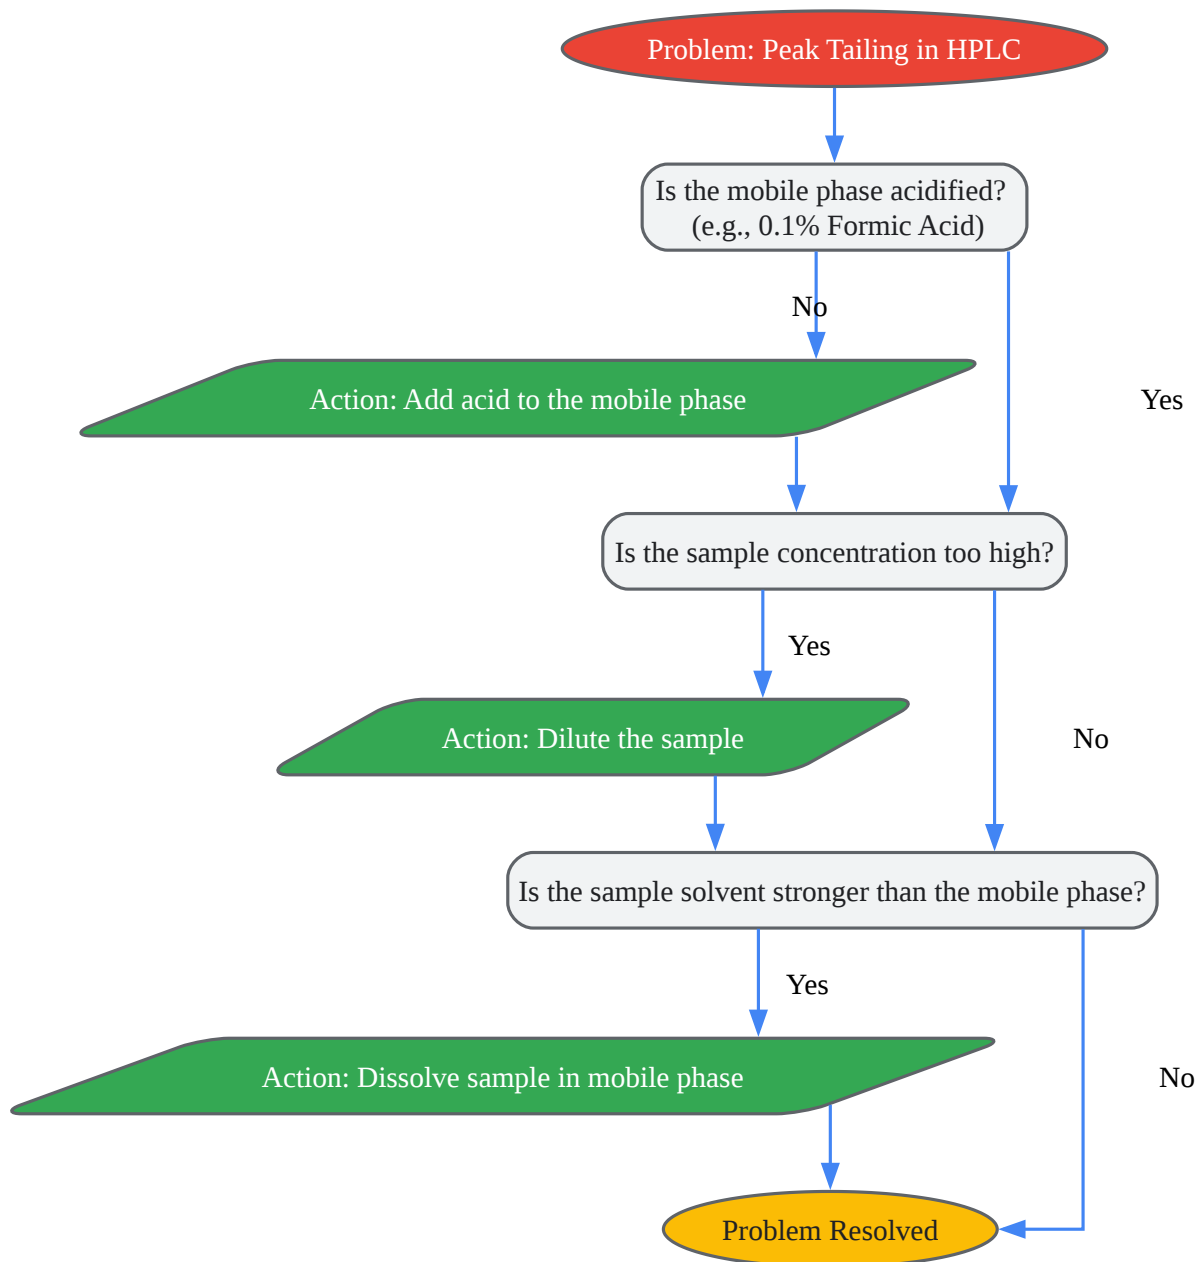 Problem: Peak Tailing in HPLC
Is the mobile phase acidified?
(e.g., 0.1% Formic Acid)
No
Action: Add acid to the mobile phase
Yes
Is the sample concentration too high?
Yes
Action: Dilute the sample
No
Is the sample solvent stronger than the mobile phase?
Yes
Action: Dissolve sample in mobile phase
No
Problem Resolved